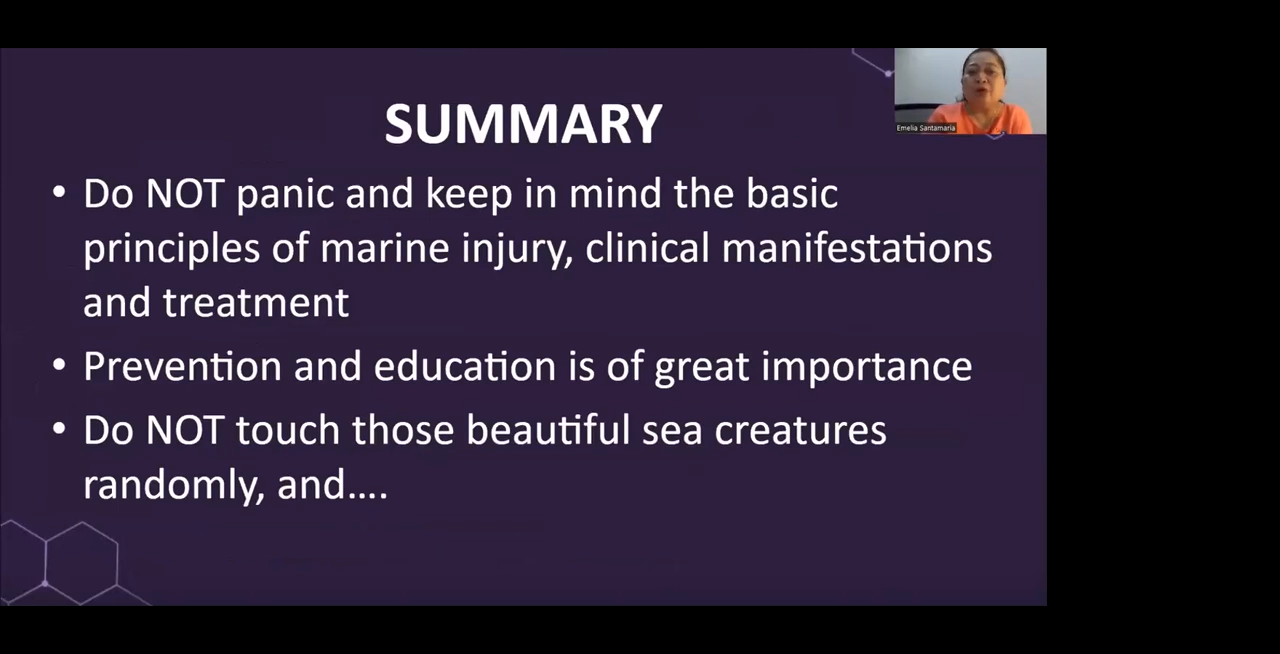 Emelia Santamaria
SUMMARY
• Do NOT panic and keep in mind the basic
principles of marine injury, clinical manifestations
and treatment
• Prevention and education is of great importance
• Do NOT touch those beautiful sea creatures
randomly, and....